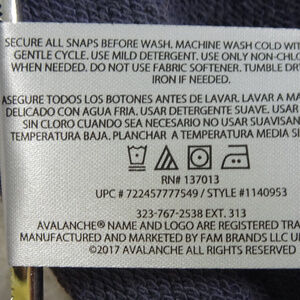 SECURE ALL SNAPS BEFORE WASH. MACHINE WASH COLD WITH
GENTLE CYCLE. USE MILD DETERGENT. USE ONLY NON-CHLO
WHEN NEEDED. DO NOT USE FABRIC SOFTENER. TUMBLE DR
IRON IF NEEDED.
ASEGURE TODOS LOS BOTONES ANTES DE LAVAR. LAVAR A MA
DELICADO CON AGUA FRIA. USAR DETERGENTE SUAVE. USAR
SIN CLORO CUANDO SEA NECESARIO NO USAR SUAVISAN
TEMPERATURA BAJA. PLANCHAR A TEMPERATURA MEDIA SI
RN# 137013
UPC # 722457777549 / STYLE #1140953
323-767-2538 EXT. 313
AVALANCHE® NAME AND LOGO ARE REGISTERED TRA
MANUFACTURED AND MARKETED BY FAM BRANDS LLC U
©2017 AVALANCHE ALL RIGHTS RESERVED